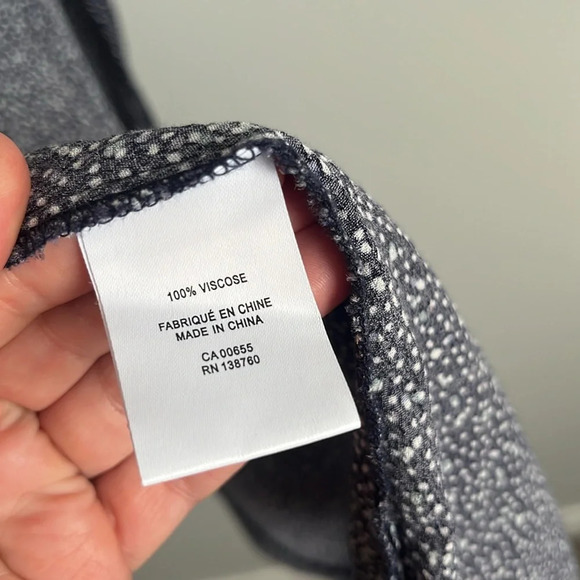 100% VISCOSE
FABRIQUÉ EN CHINE
MADE IN CHINA
CA 00655
RN 138760